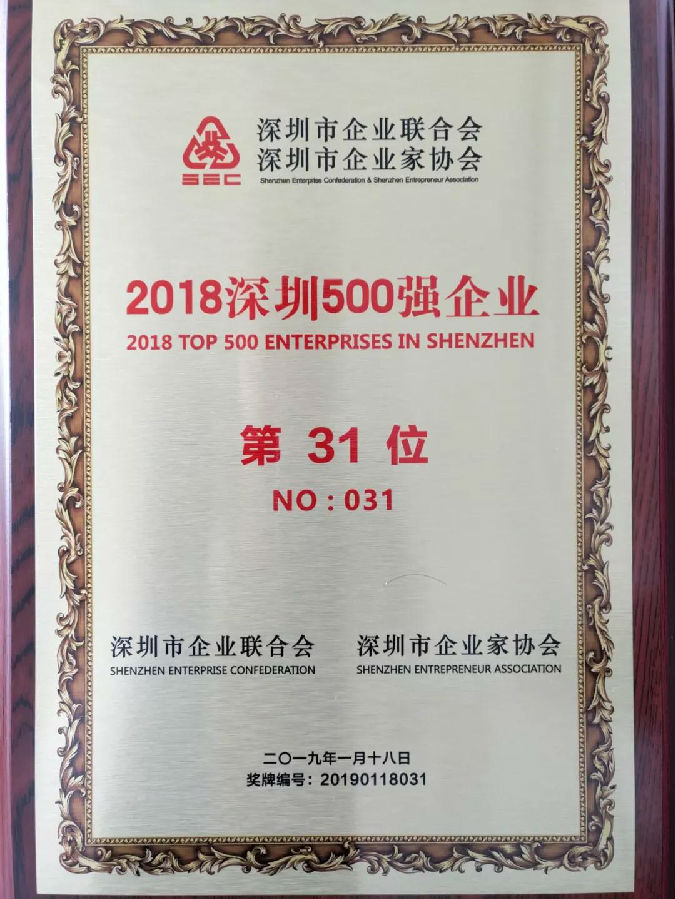 深圳市企业联合会
深圳市企业家协会
SEC
Shenzhen Enterprise Confederation & Shenzhen Entrepreneur Association
2018深圳500强企业
2018 TOP 500 ENTERPRISES IN SHENZHEN
第 31 位
NO : 031
深圳市企业联合会 深圳市企业家协会
SHENZHEN ENTERPRISE CONFEDERATION SHENZHEN ENTREPRENEUR ASSOCIATION
二〇一九年一月十八日
奖牌编号：20190118031